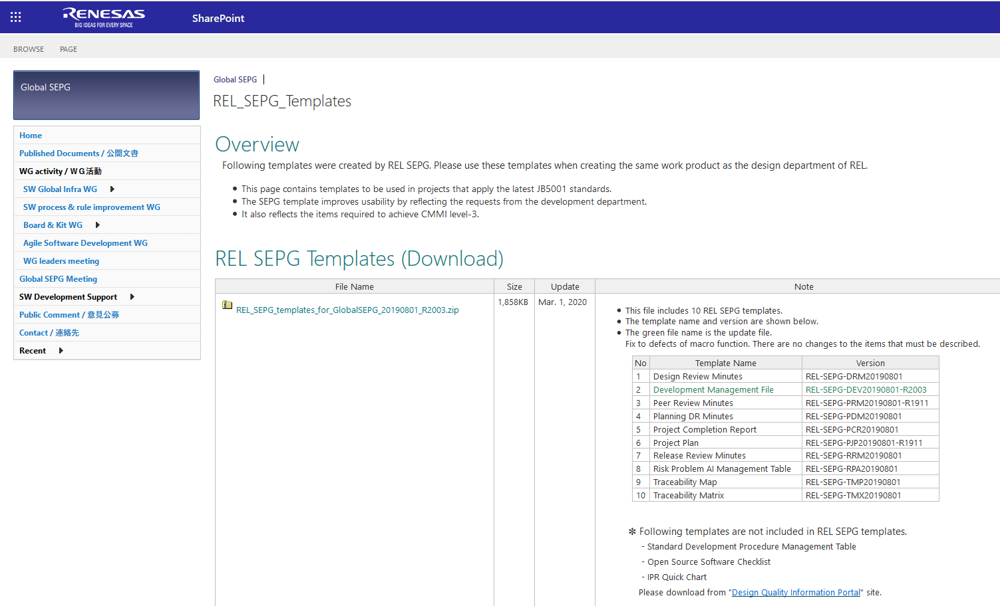 RENESAS
BIG IDEAS FOR EVERY SPACE
SharePoint
BROWSE PAGE
Global SEPG
Home
Published Documents / 公開文書
WG activity / WＧ活動
SW Global Infra WG
SW process & rule improvement WG
Board & Kit WG
Agile Software Development WG
WG leaders meeting
Global SEPG Meeting
SW Development Support
Public Comment / 意見公募
Contact / 連絡先
Recent
Global SEPG
REL_SEPG_Templates
Overview
Following templates were created by REL SEPG. Please use these templates when creating the same work product as the design department of REL.
• This page contains templates to be used in projects that apply the latest JB5001 standards.
• The SEPG template improves usability by reflecting the requests from the development department.
• It also reflects the items required to achieve CMMI level-3.
REL SEPG Templates (Download)
File Name Size Update Note
REL_SEPG_templates_for_GlobalSEPG_20190801_R2003.zip 1,858KB Mar. 1, 2020
• This file includes 10 REL SEPG templates.
• The template name and version are shown below.
• The green file name is the update file.
Fix to defects of macro function. There are no changes to the items that must be described.
No Template Name Version
1 Design Review Minutes REL-SEPG-DRM20190801
2 Development Management File REL-SEPG-DEV20190801-R2003
3 Peer Review Minutes REL-SEPG-PRM20190801-R1911
4 Planning DR Minutes REL-SEPG-PDM20190801
5 Project Completion Report REL-SEPG-PCR20190801
6 Project Plan REL-SEPG-PJP20190801-R1911
7 Release Review Minutes REL-SEPG-RRM20190801
8 Risk Problem AI Management Table REL-SEPG-RPA20190801
9 Traceability Map REL-SEPG-TMP20190801
10 Traceability Matrix REL-SEPG-TMX20190801
✻ Following templates are not included in REL SEPG templates.
- Standard Development Procedure Management Table
- Open Source Software Checklist
- IPR Quick Chart
Please download from "Design Quality Information Portal" site.